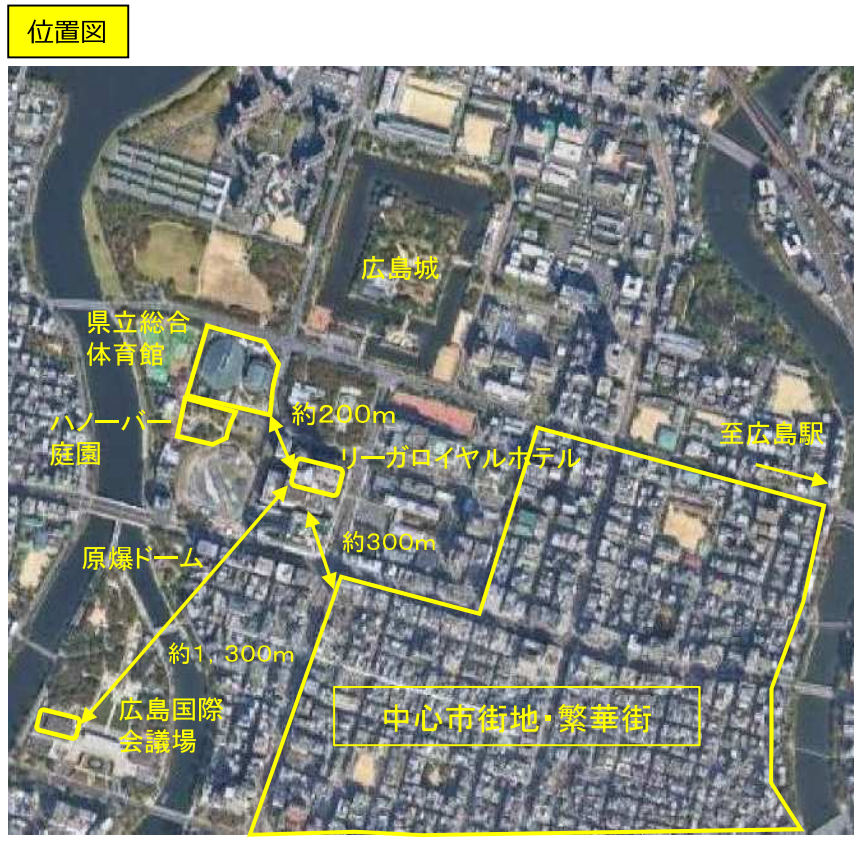 位置図
広島城
県立総合
体育館
約200m
ハノーバー
庭園
リーガロイヤルホテル
至広島駅
約300m
原爆ドーム
約1,300m
広島国際
会議場
中心市街地・繁華街